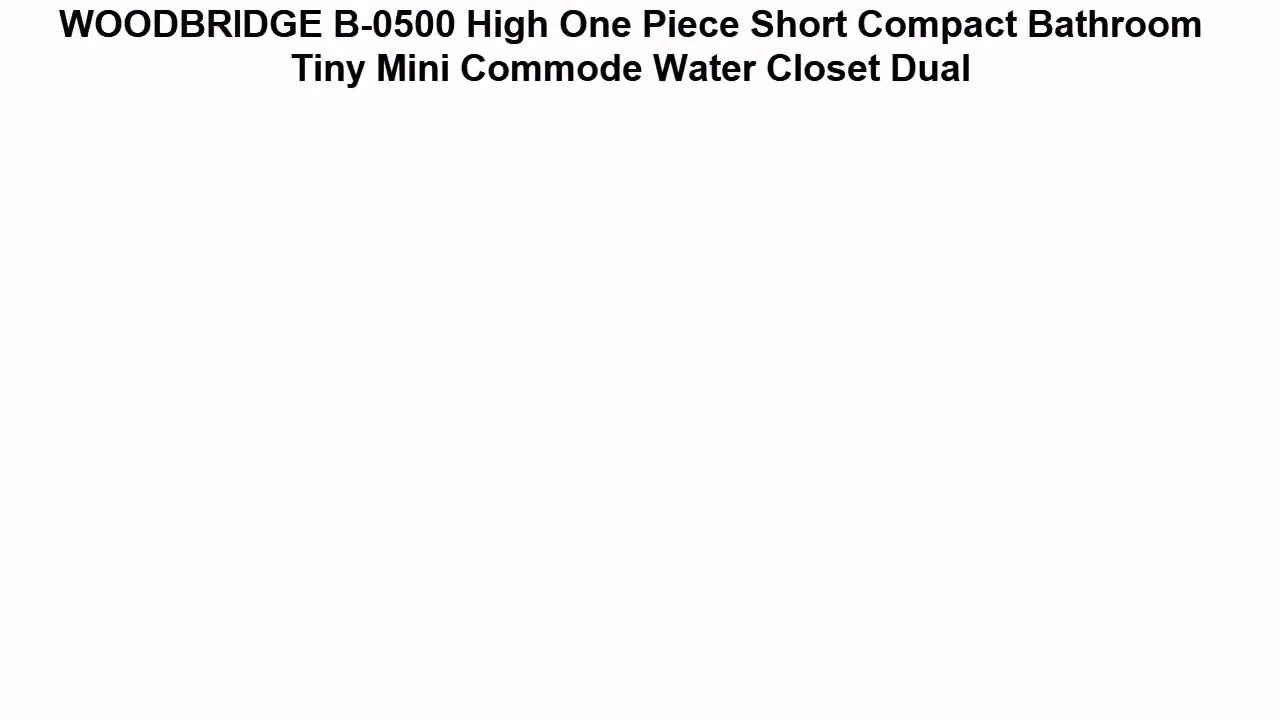 WOODBRIDGE B-0500 High One Piece Short Compact Bathroom
Tiny Mini Commode Water Closet Dual